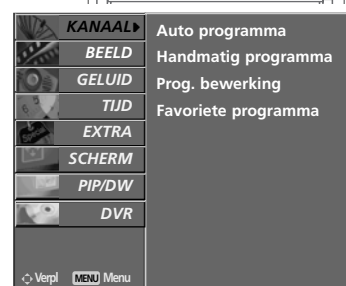 KANAAL
BEELD
GELUID
TIJD
EXTRA
SCHERM
PIP/DW
DVR
Verpl MENU Menu
Auto programma
Handmatig programma
Prog. bewerking
Favoriete programma